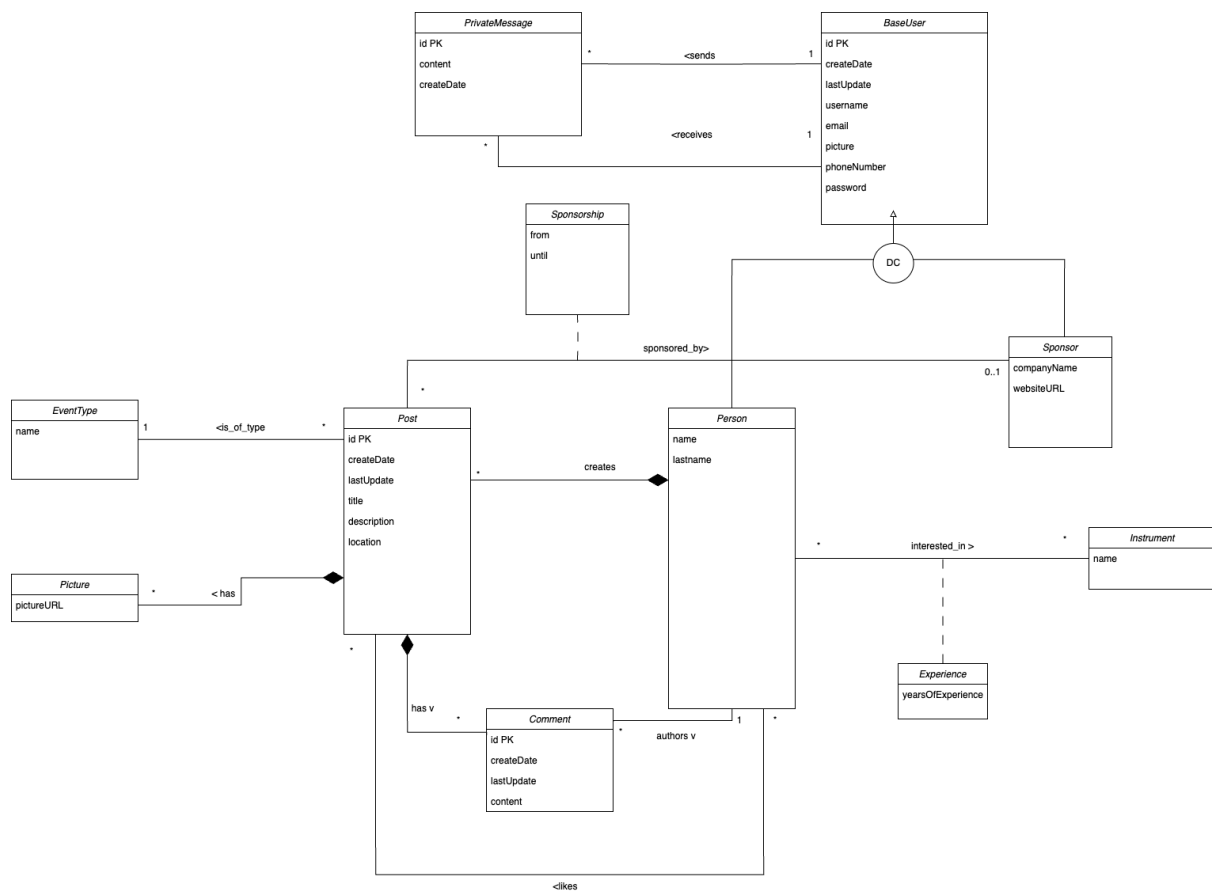 PrivateMessage
id PK
content
createDate
BaseUser
id PK
createDate
lastUpdate
username
email
picture
phoneNumber
password
* <sends 1
* <receives 1
Sponsorship
from
until
DC
sponsored_by>
* 0..1
Sponsor
companyName
websiteURL
EventType
name
1 <is_of_type *
Post
id PK
createDate
lastUpdate
title
description
location
Person
name
lastname
* creates
* interested_in > *
Instrument
name
Picture
pictureURL
* < has
Experience
yearsOfExperience
has v *
Comment
id PK
createDate
lastUpdate
content
* authors v 1
* <likes *